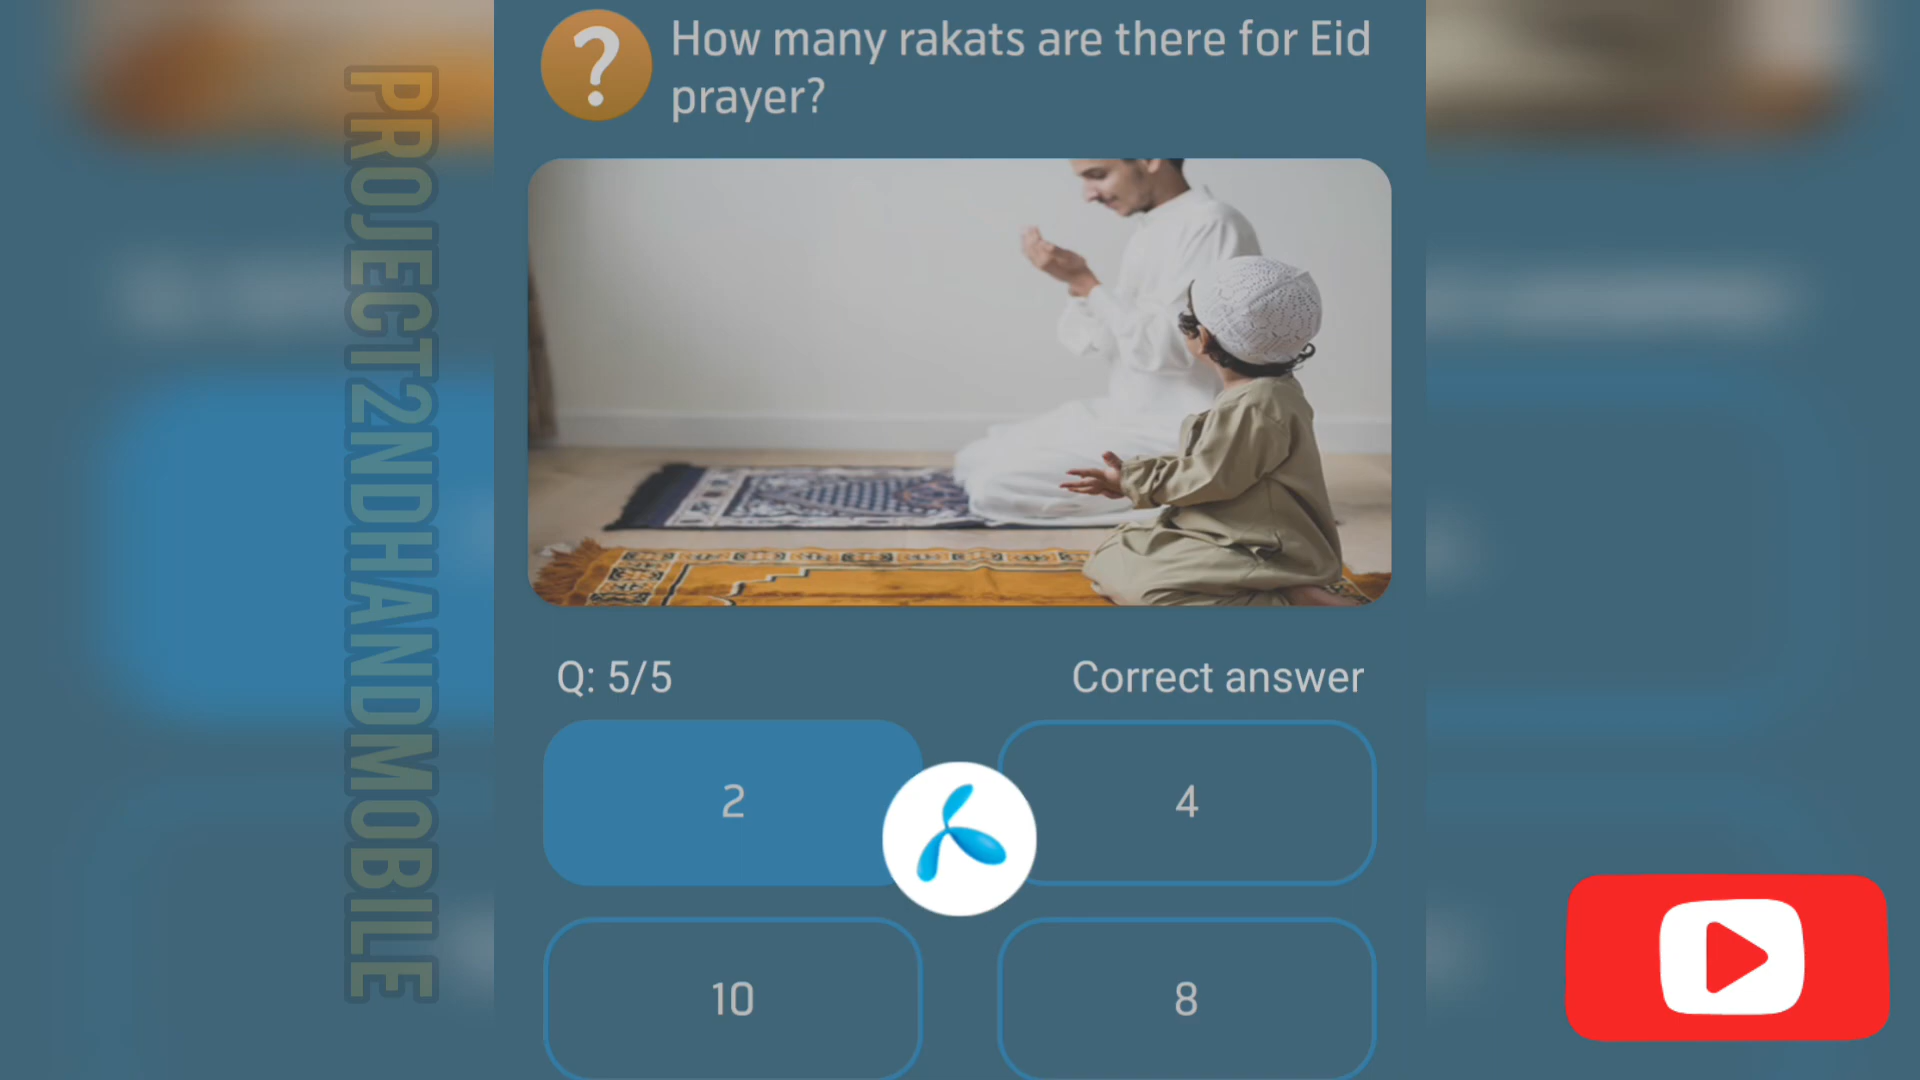 How many rakats are there for Eid
prayer?
PROJECT2NDHANDMOBILE
Q: 5/5
Correct answer
2
4
10
8